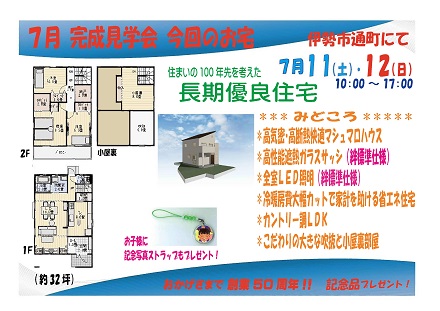 7月 完成見学会 今回のお宅
伊勢市通町にて
7月11(土)・12(日)
10:00 ～ 17:00
住まいの100年先を考えた
長期優良住宅
＊＊＊＊＊ みどころ ＊＊＊＊＊
＊高気密・高断熱快適マシュマロハウス
＊高性能遮熱ガラスサッシ(絆標準仕様)
＊全室LED照明(絆標準仕様)
＊冷暖房費大幅カットで家計を助ける省エネ住宅
＊カントリー調LDK
＊こだわりの大きな吹抜と小屋裏部屋
2F
小屋裏
1F
(約32坪)
お子様に
記念写真ストラップもプレゼント!
おかげさまで 創業50周年!! 記念品プレゼント!